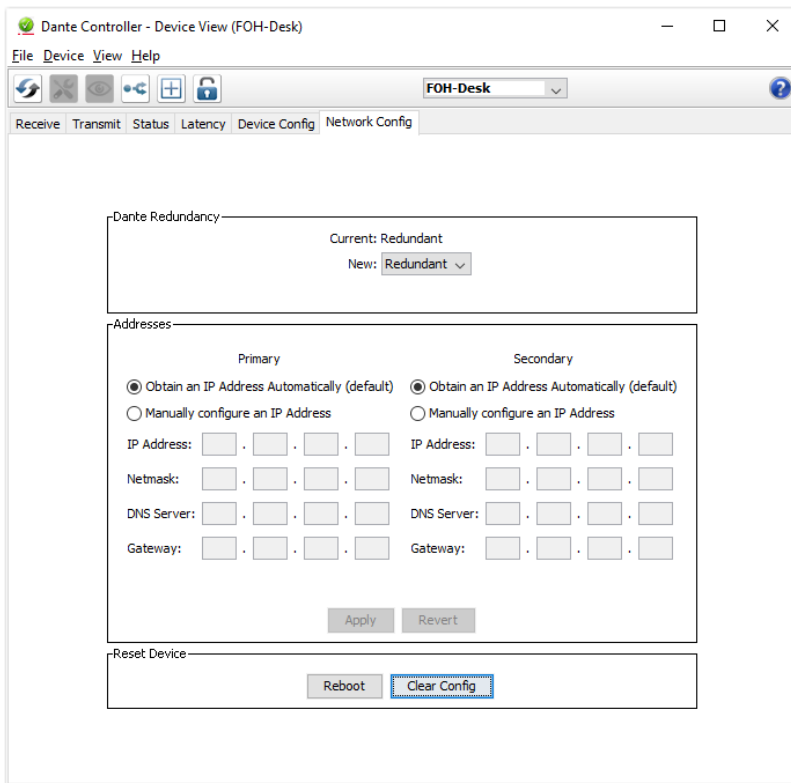 Dante Controller - Device View (FOH-Desk)
File Device View Help
FOH-Desk
?
Receive Transmit Status Latency Device Config Network Config
Dante Redundancy
Current: Redundant
New: Redundant
Addresses
Primary Secondary
Obtain an IP Address Automatically (default) Obtain an IP Address Automatically (default)
Manually configure an IP Address Manually configure an IP Address
IP Address: . . . IP Address: . . .
Netmask: . . . Netmask: . . .
DNS Server: . . . DNS Server: . . .
Gateway: . . . Gateway: . . .
Apply Revert
Reset Device
Reboot Clear Config